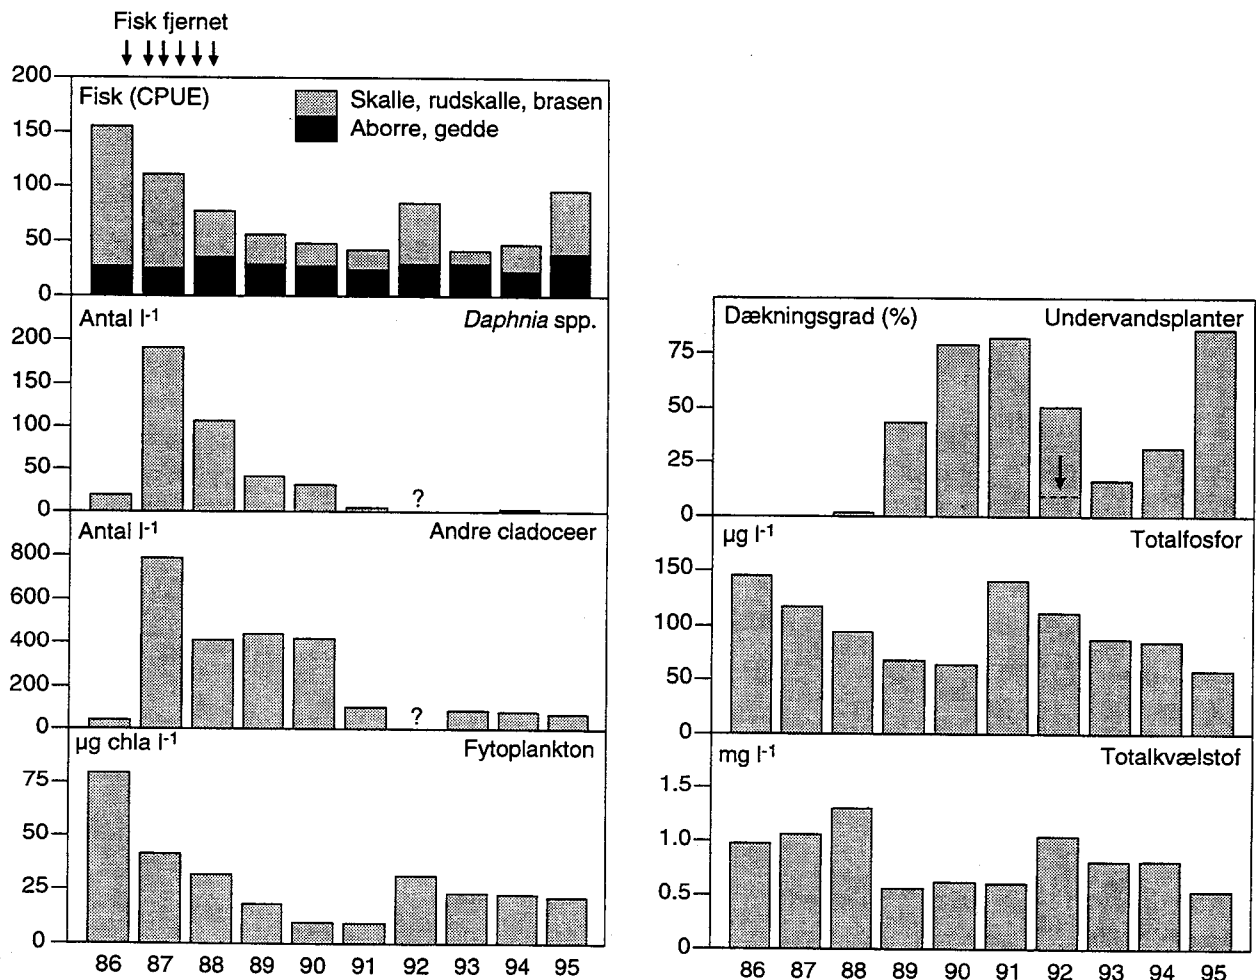 Fisk fjernet
200
Fisk (CPUE)
Skalle, rudskalle, brasen
Aborre, gedde
150
100
50
0
Antal l-1
Daphnia spp.
200
150
100
50
0
?
Antal l-1
Andre cladoceer
800
600
400
200
0
?
µg chla l-1
Fytoplankton
75
50
25
0
86 87 88 89 90 91 92 93 94 95
Dækningsgrad (%)
Undervandsplanter
75
50
25
0
µg l-1
Totalfosfor
150
100
50
0
mg l-1
Totalkvælstof
1.5
1.0
0.5
0
86 87 88 89 90 91 92 93 94 95